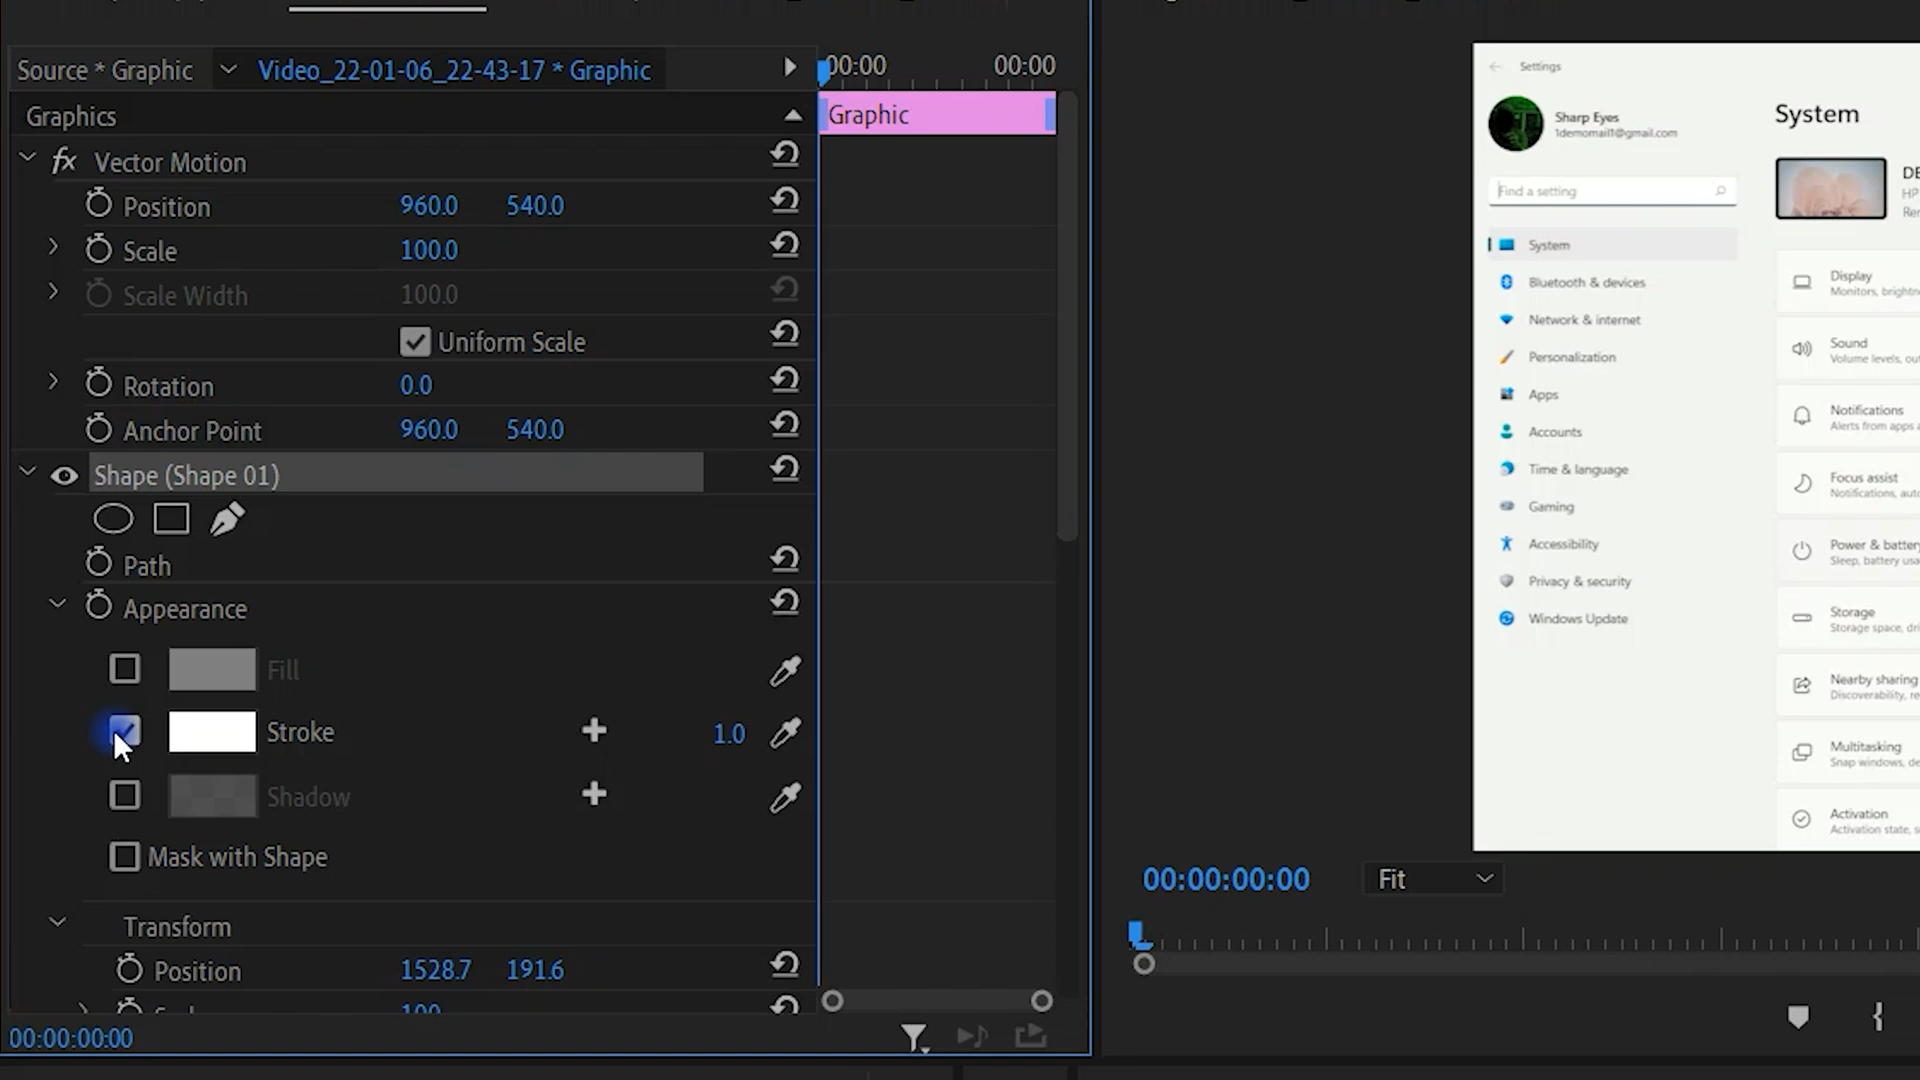 Source * Graphic
Video_22-01-06_22-43-17 * Graphic
00:00
00:00
Graphics
Graphic
fx Vector Motion
Position 960.0 540.0
Scale 100.0
Scale Width 100.0
Uniform Scale
Rotation 0.0
Anchor Point 960.0 540.0
Shape (Shape 01)
Path
Appearance
Fill
Stroke 1.0
Shadow
Mask with Shape
Transform
Position 1528.7 191.6
00:00:00:00
Settings
Sharp Eyes
1demomail1@gmail.com
Find a setting
System
Bluetooth & devices
Network & internet
Personalization
Apps
Accounts
Time & language
Gaming
Accessibility
Privacy & security
Windows Update
System
DE
HP
Ren
Display
Monitors, brightn
Sound
Volume levels, ou
Notifications
Alerts from apps a
Focus assist
Notifications, aut
Power & battery
Sleep, battery usa
Storage
Storage space, dri
Nearby sharing
Discoverability, re
Multitasking
Snap windows, de
Activation
Activation state, s
00:00:00:00
Fit